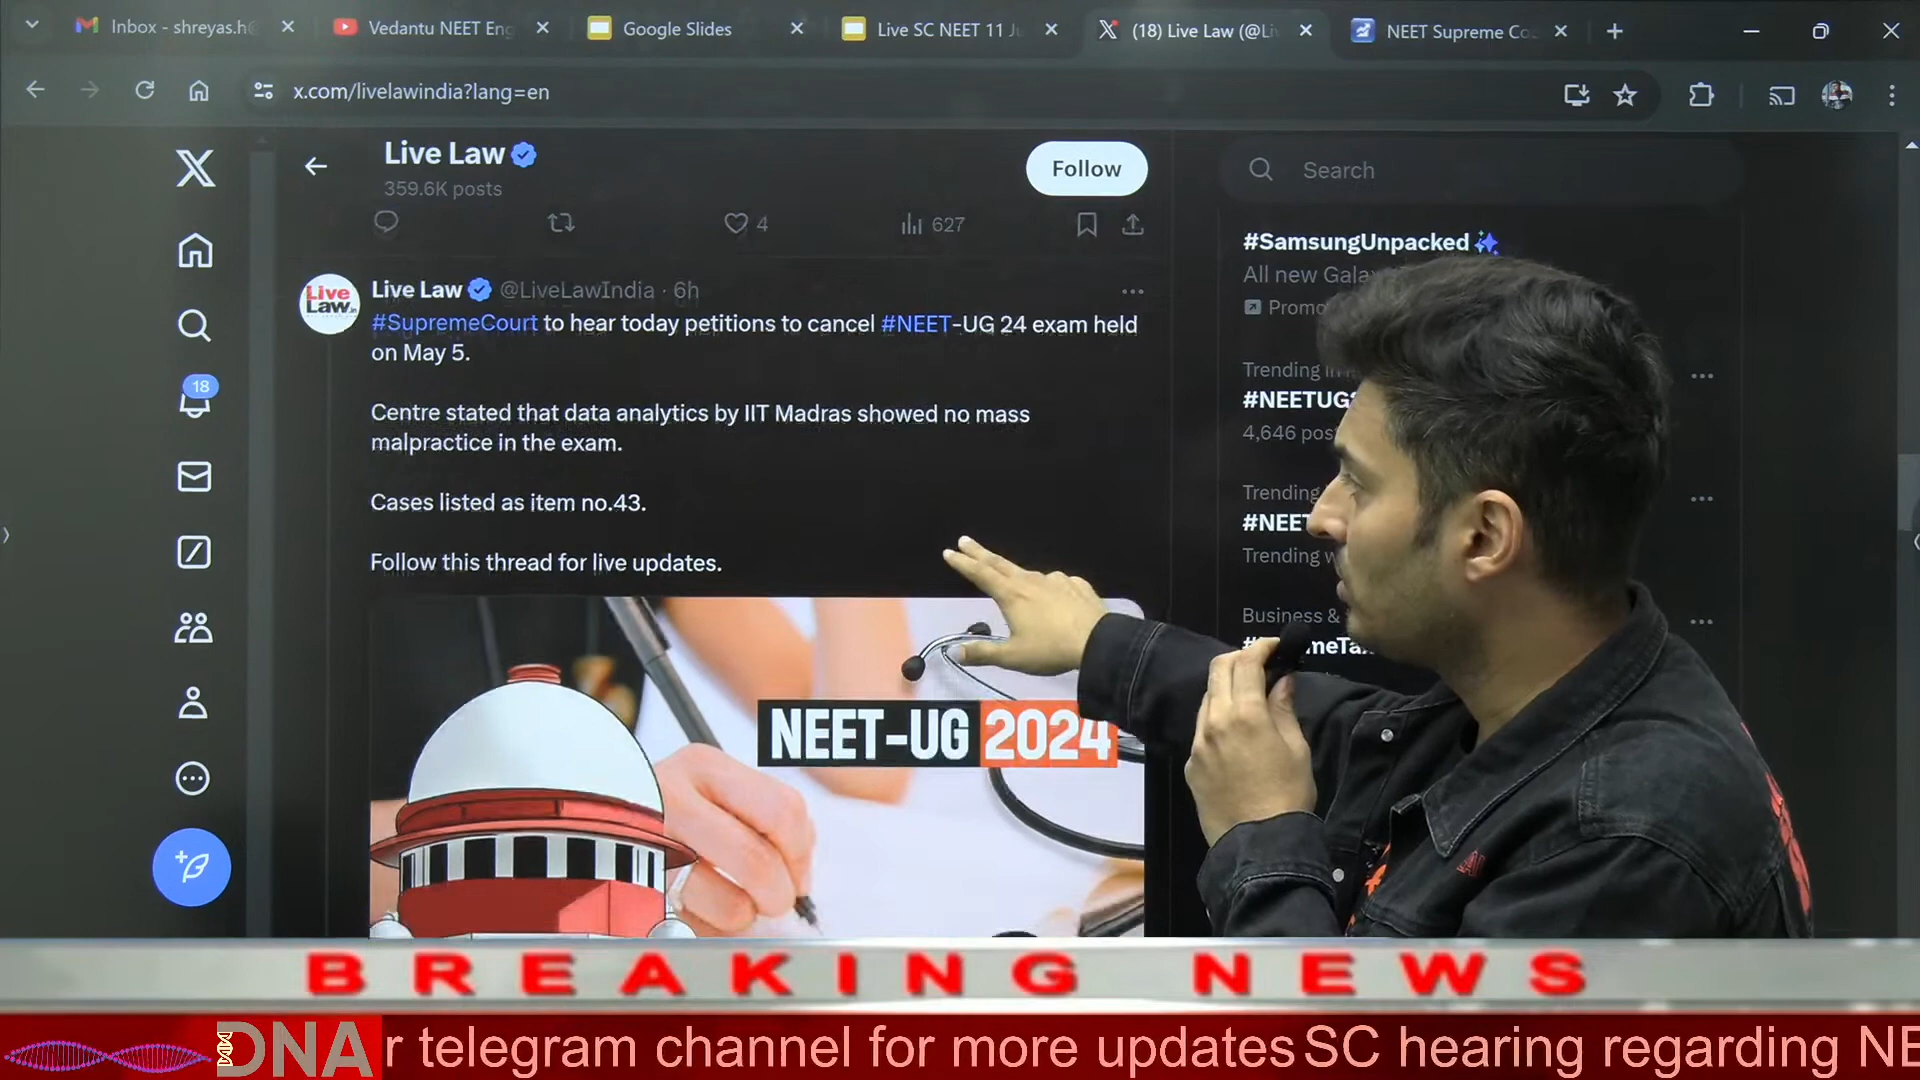 Inbox - shreyas.h
Vedantu NEET Eng
Google Slides
Live SC NEET 11 Ju
(18) Live Law (@Li
NEET Supreme Co
x.com/livelawindia?lang=en
Live Law
359.6K posts
Follow
Search
4
627
#SamsungUnpacked
All new Gala
Promo
Live Law @LiveLawIndia · 6h
#SupremeCourt to hear today petitions to cancel #NEET-UG 24 exam held
on May 5.
Centre stated that data analytics by IIT Madras showed no mass
malpractice in the exam.
Cases listed as item no.43.
Follow this thread for live updates.
18
Trending in
#NEETUG
4,646 post
Trending
#NEET
Trending w
Business &
meTax
Live
Law.in
NEET-UG 2024
BREAKING NEWS
DNA
r telegram channel for more updates SC hearing regarding NE